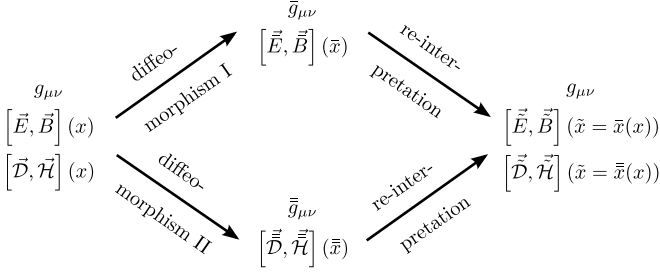 ḡ_{μν}
[E⃗̄, B⃗̄](x̄)
diffeo-
morphism I
re-inter-
pretation
g_{μν}
[E⃗, B⃗](x)
[𝒟⃗, ℋ⃗](x)
g_{μν}
[E⃗̃, B⃗̃](x̃ = x̄(x))
[𝒟⃗̃, ℋ⃗̃](x̃ = x̿(x))
diffeo-
morphism II
re-inter-
pretation
g̿_{μν}
[𝒟⃗̿, ℋ⃗̿](x̿)